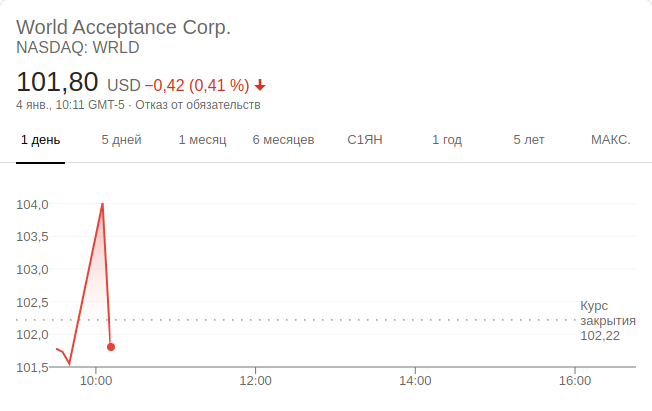 World Acceptance Corp.
NASDAQ: WRLD
101,80 USD −0,42 (0,41 %)
4 янв., 10:11 GMT-5 · Отказ от обязательств
1 день 5 дней 1 месяц 6 месяцев С1ЯН 1 год 5 лет МАКС.
104,0
103,5
103,0
102,5
102,0
101,5
Курс
закрытия
102,22
10:00 12:00 14:00 16:00